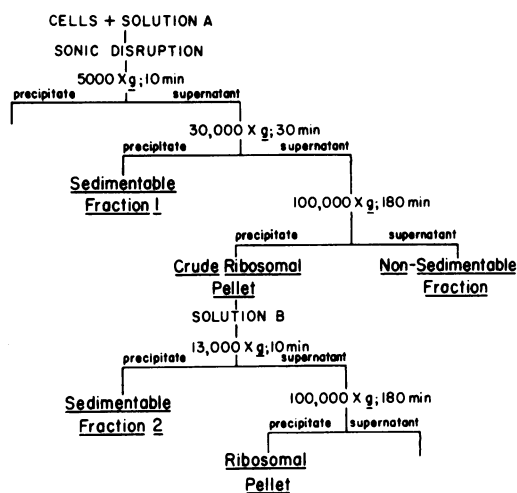 CELLS + SOLUTION A
SONIC DISRUPTION
5000 X g; 10 min
precipitate supernatant
30,000 X g; 30 min
precipitate supernatant
Sedimentable
Fraction 1
100,000 X g; 180 min
precipitate supernatant
Crude Ribosomal
Pellet
Non-Sedimentable
Fraction
SOLUTION B
13,000 X g; 10 min
precipitate supernatant
Sedimentable
Fraction 2
100,000 X g; 180 min
precipitate supernatant
Ribosomal
Pellet